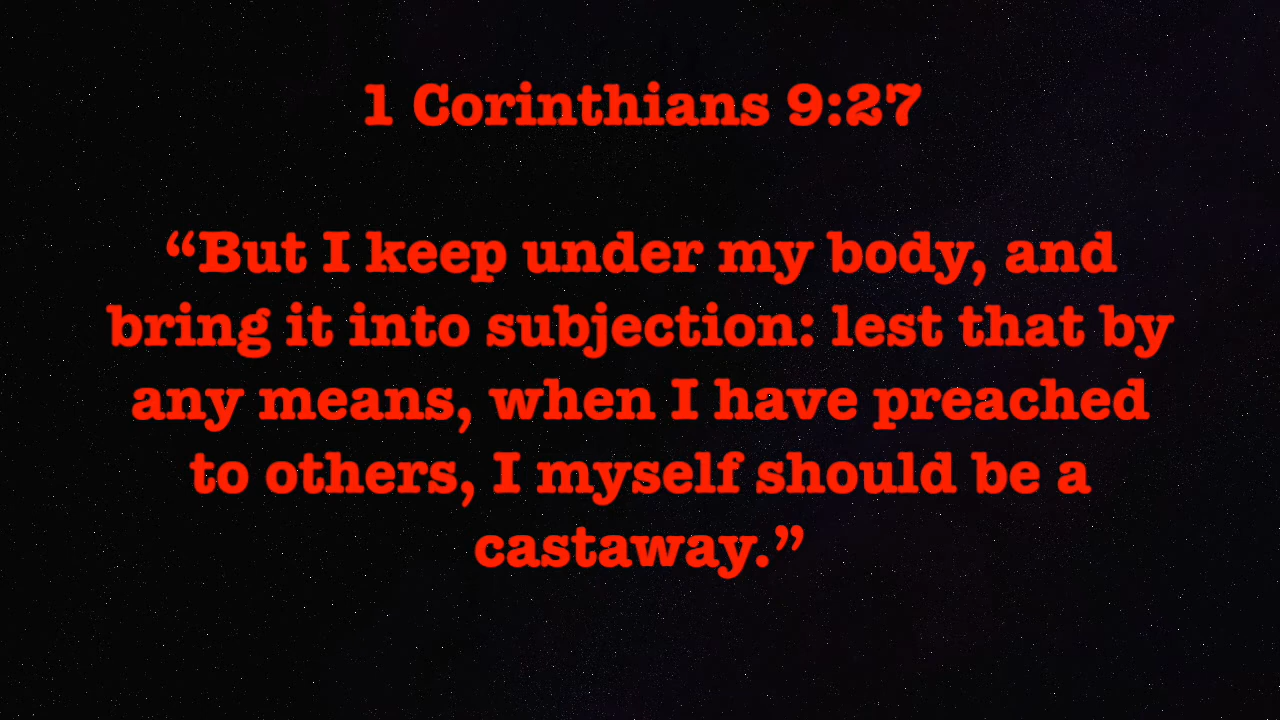 1 Corinthians 9:27
“But I keep under my body, and
bring it into subjection: lest that by
any means, when I have preached
to others, I myself should be a
castaway.”